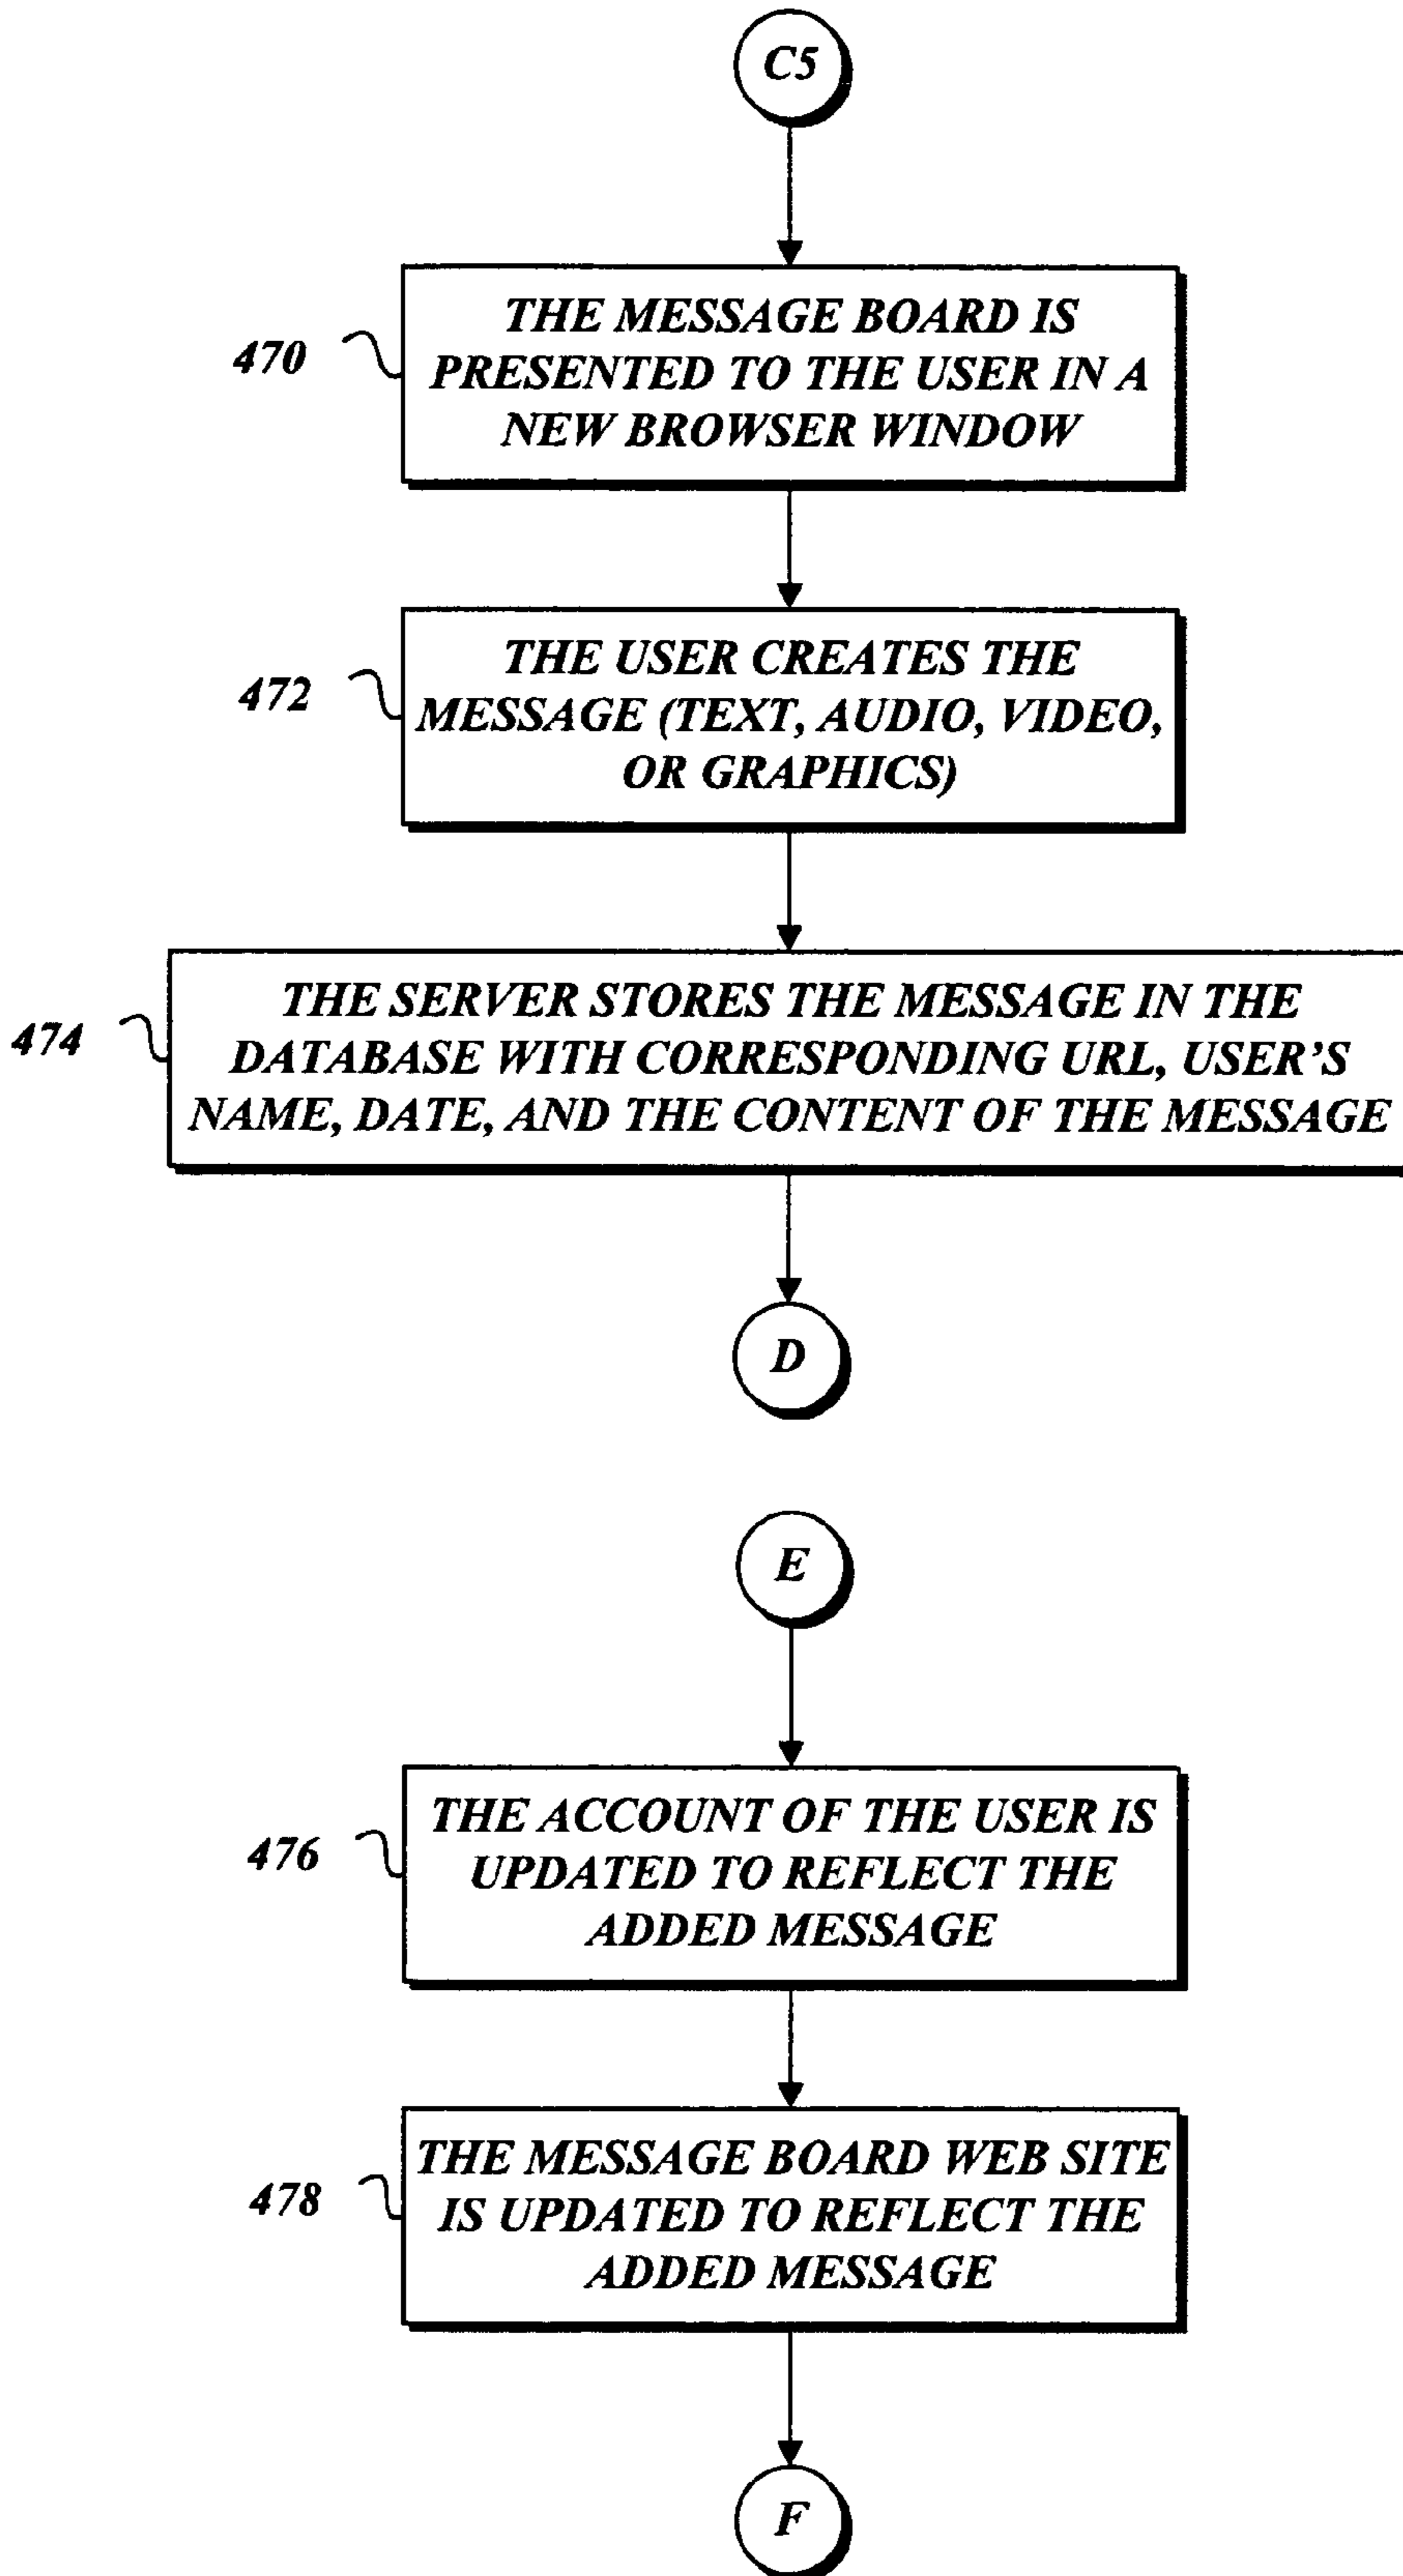 C5
470
THE MESSAGE BOARD IS
PRESENTED TO THE USER IN A
NEW BROWSER WINDOW
472
THE USER CREATES THE
MESSAGE (TEXT, AUDIO, VIDEO,
OR GRAPHICS)
474
THE SERVER STORES THE MESSAGE IN THE
DATABASE WITH CORRESPONDING URL, USER'S
NAME, DATE, AND THE CONTENT OF THE MESSAGE
D
E
476
THE ACCOUNT OF THE USER IS
UPDATED TO REFLECT THE
ADDED MESSAGE
478
THE MESSAGE BOARD WEB SITE
IS UPDATED TO REFLECT THE
ADDED MESSAGE
F